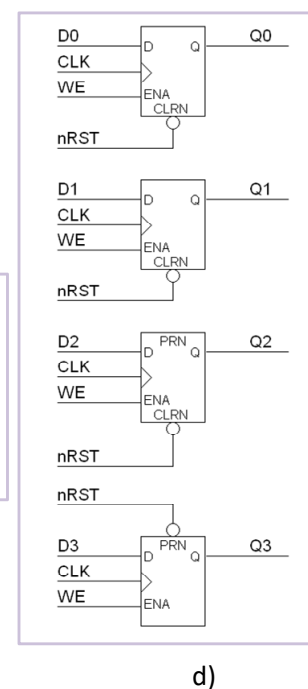 D0 D Q Q0
CLK
WE ENA
CLRN
nRST
D1 D Q Q1
CLK
WE ENA
CLRN
nRST
D2 D PRN Q Q2
CLK
WE ENA
CLRN
nRST
nRST
D3 D PRN Q Q3
CLK
WE ENA
d)